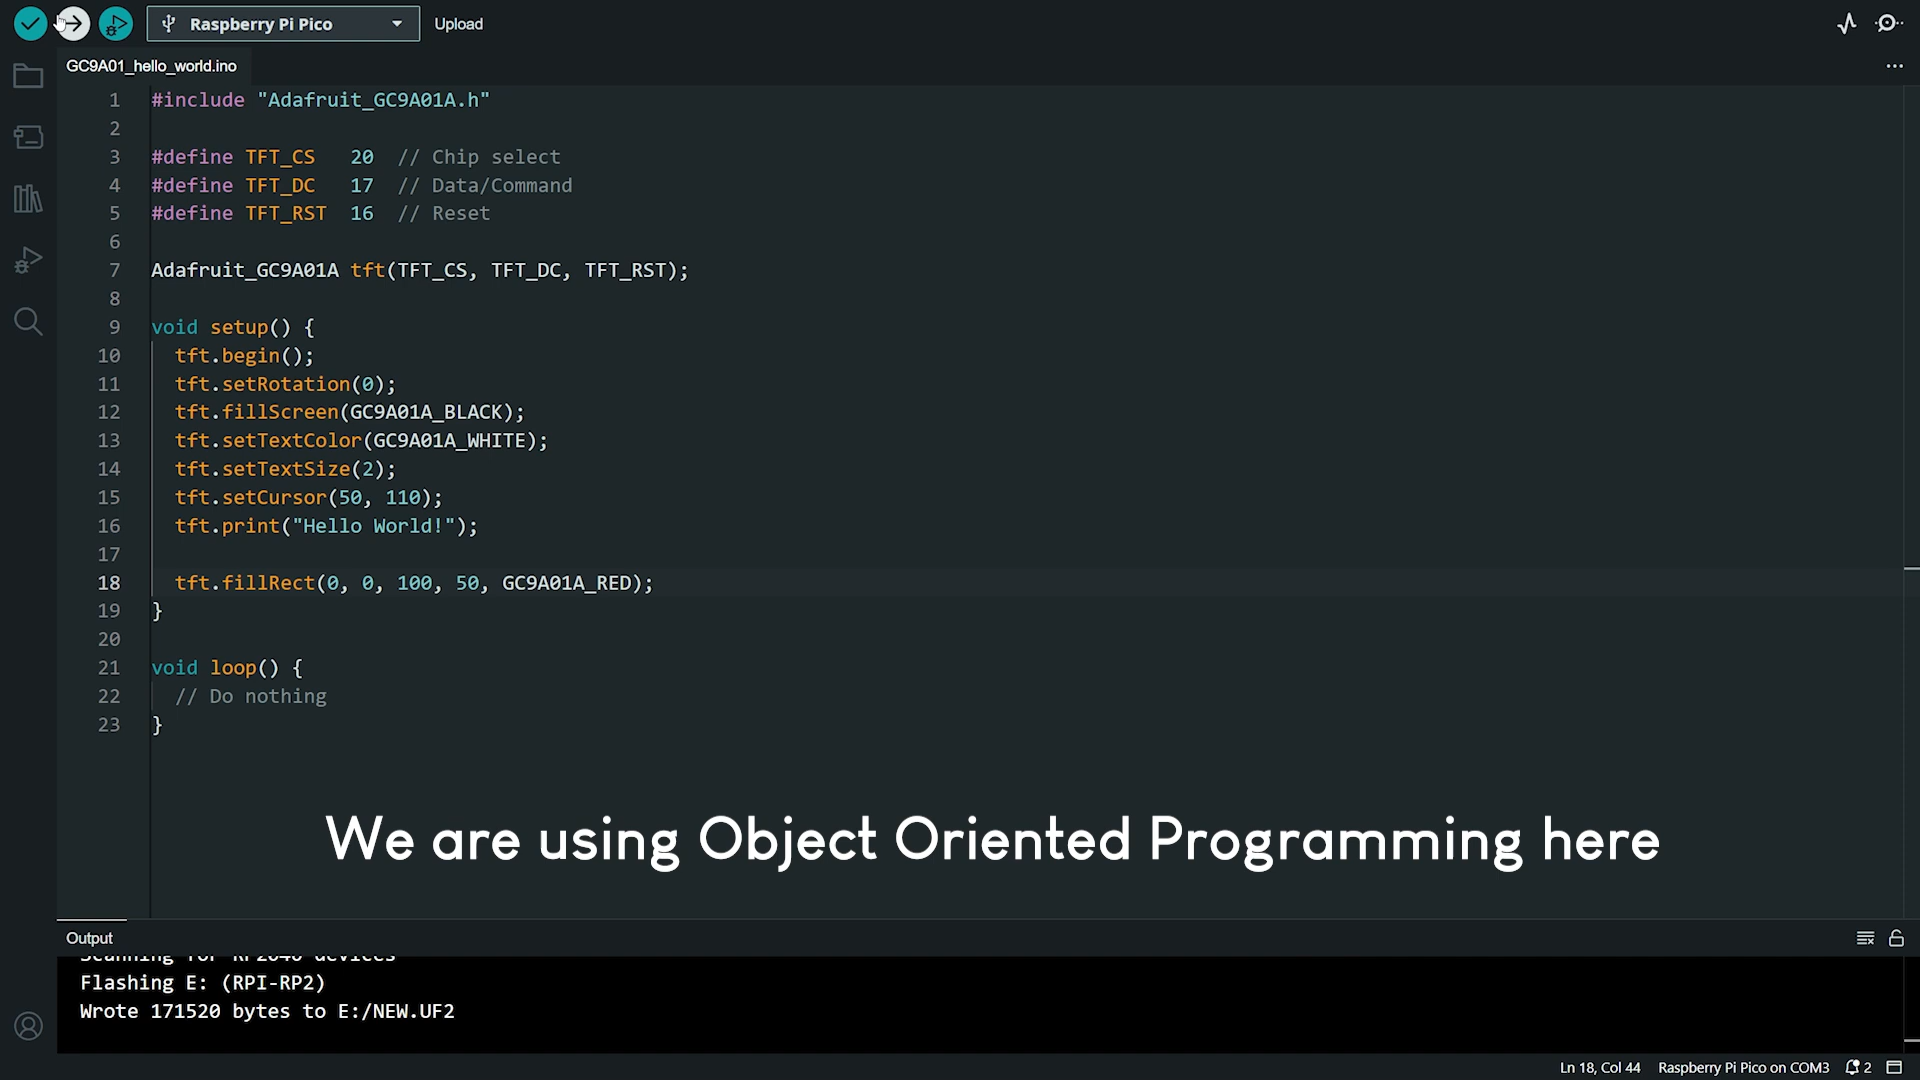 Raspberry Pi Pico
Upload
GC9A01_hello_world.ino
1 #include "Adafruit_GC9A01A.h"
2
3 #define TFT_CS   20  // Chip select
4 #define TFT_DC   17  // Data/Command
5 #define TFT_RST  16  // Reset
6
7 Adafruit_GC9A01A tft(TFT_CS, TFT_DC, TFT_RST);
8
9 void setup() {
10   tft.begin();
11   tft.setRotation(0);
12   tft.fillScreen(GC9A01A_BLACK);
13   tft.setTextColor(GC9A01A_WHITE);
14   tft.setTextSize(2);
15   tft.setCursor(50, 110);
16   tft.print("Hello World!");
17
18   tft.fillRect(0, 0, 100, 50, GC9A01A_RED);
19 }
20
21 void loop() {
22   // Do nothing
23 }
We are using Object Oriented Programming here
Output
Scanning for RP2040 devices
Flashing E: (RPI-RP2)
Wrote 171520 bytes to E:/NEW.UF2
Ln 18, Col 44 Raspberry Pi Pico on COM3 2